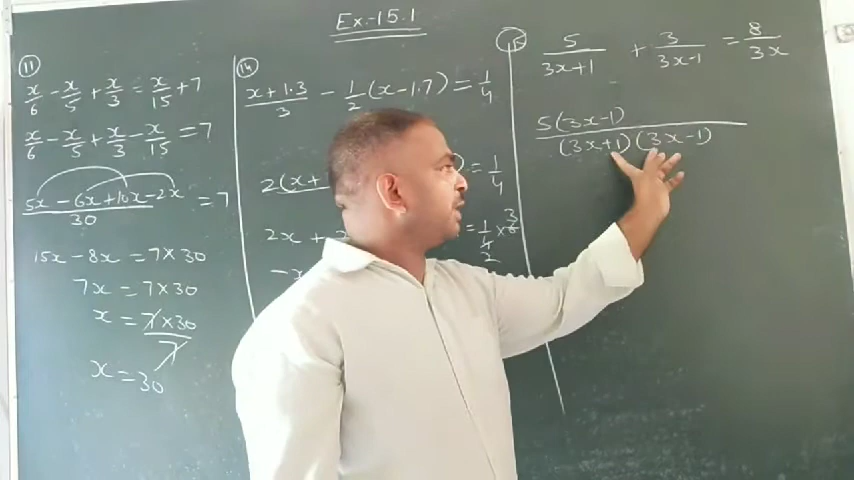 Ex.15.1
11
x/6 - x/5 + x/3 = x/15 + 7
x/6 - x/5 + x/3 - x/15 = 7
5x - 6x + 10x - 2x / 30 = 7
15x - 8x = 7 × 30
7x = 7 × 30
x = 7 × 30 / 7
x = 30
14
x + 1.3 / 3 - 1/2 (x - 1.7) = 1/4
2(x+ ) = 1/4
2x + = 1/4 × 3
2
-x
15
5/3x+1 + 3/3x-1 = 8/3x
5(3x-1)
(3x+1)(3x-1)